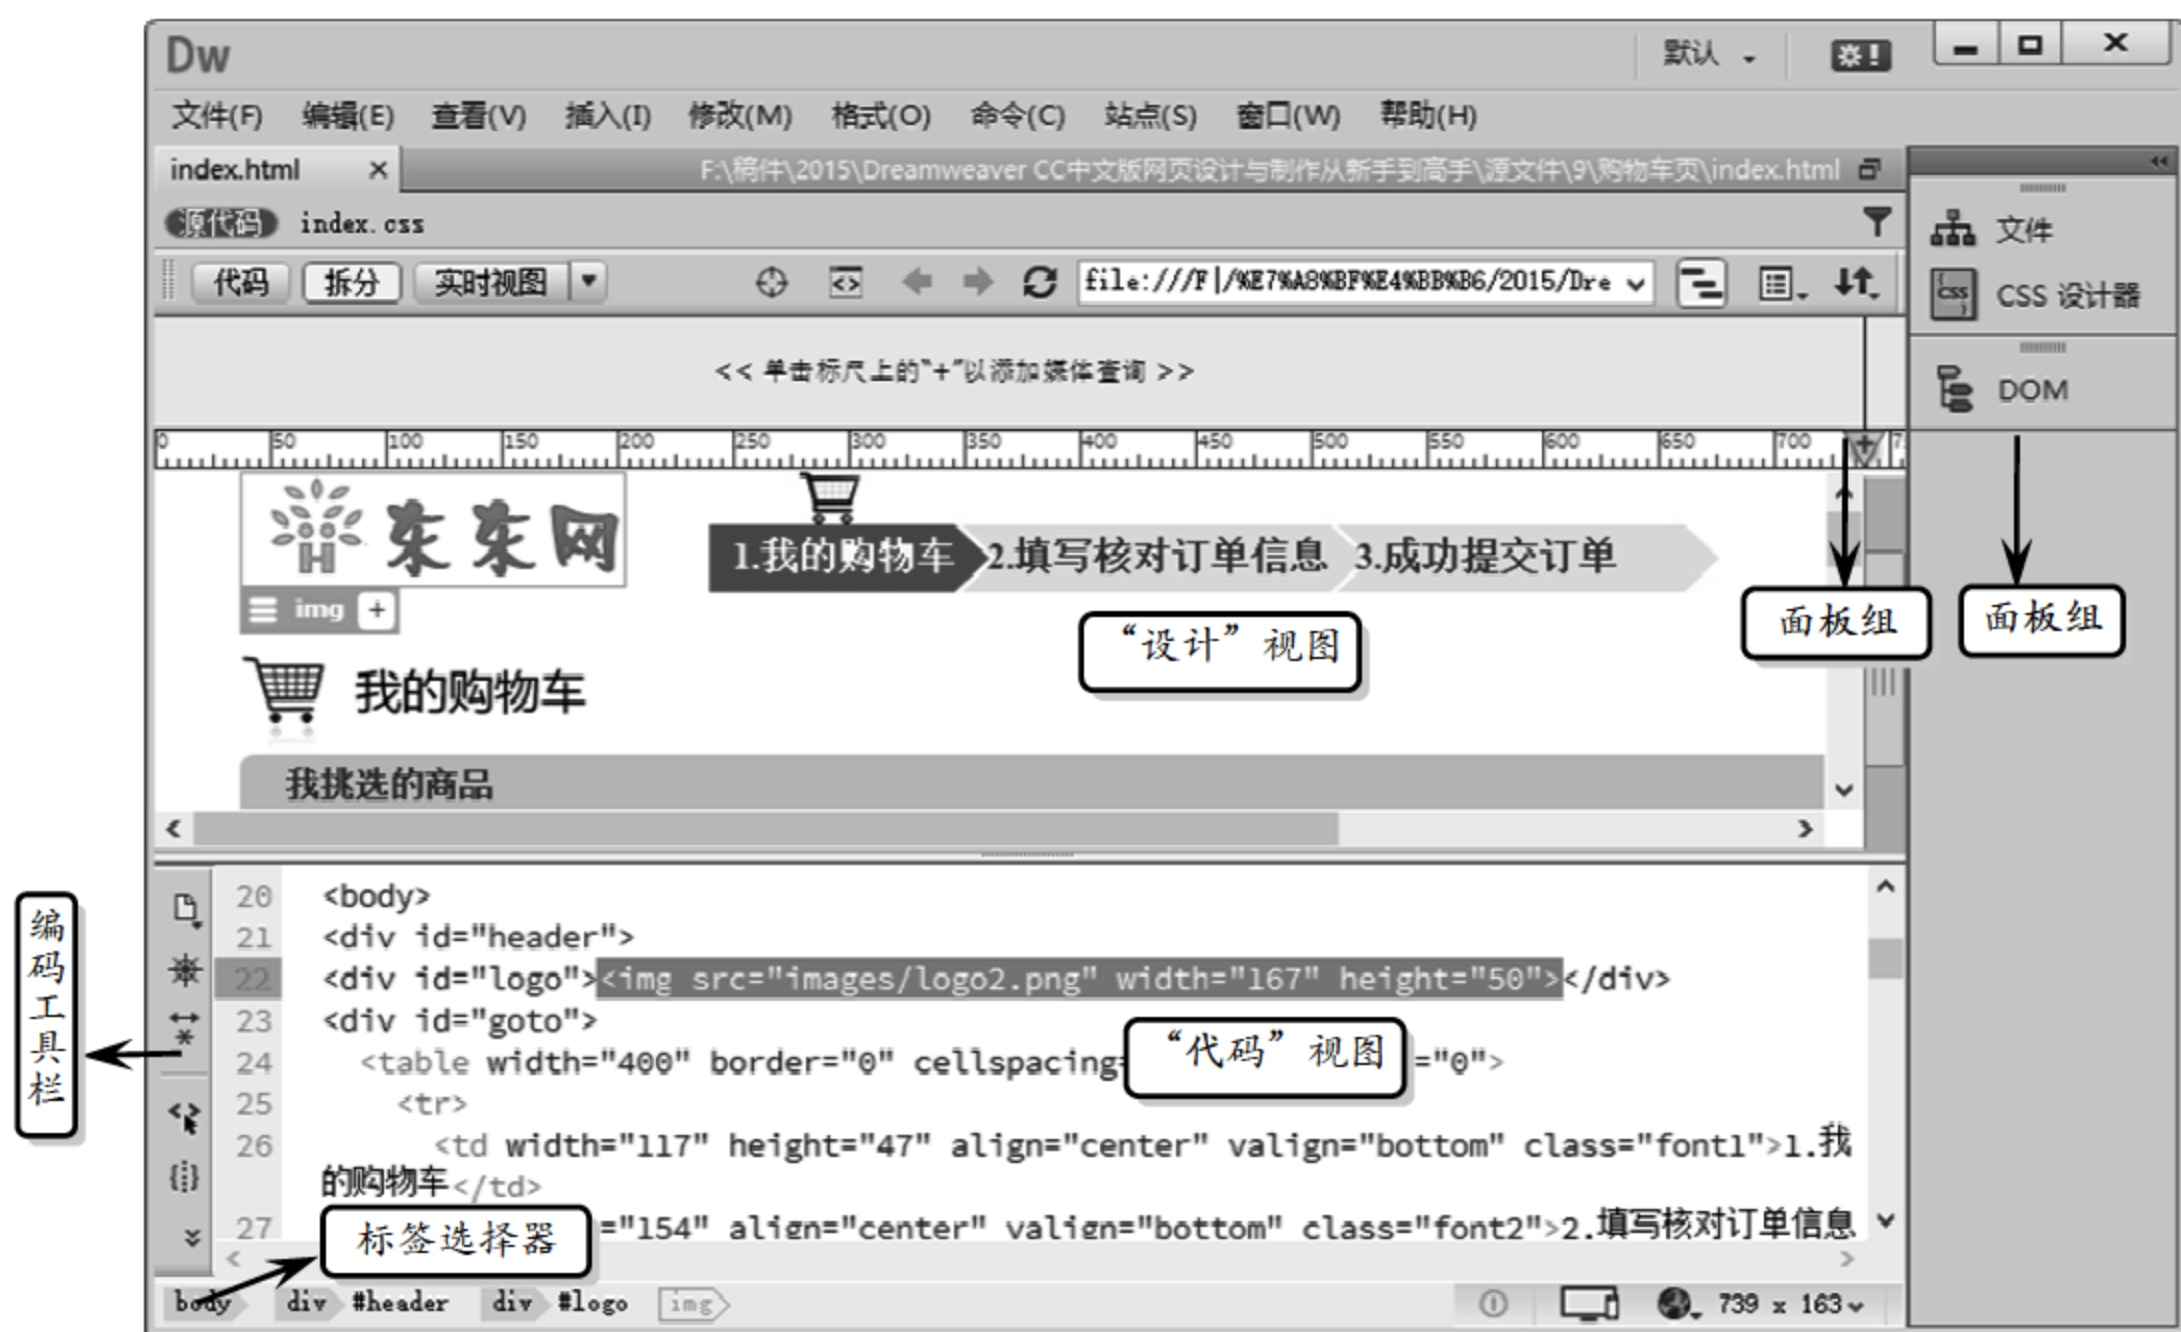 Dw 默认
文件(F) 编辑(E) 查看(V) 插入(I) 修改(M) 格式(O) 命令(C) 站点(S) 窗口(W) 帮助(H)
index.html × F:\稿件\2015\Dreamweaver CC中文版网页设计与制作从新手到高手\源文件\9\购物车页\index.html
源代码 index.css
代码 拆分 实时视图 file:///F|/%E7%A8%BF%E4%BB%B6/2015/Dre
文件
CSS 设计器
DOM
<< 单击标尺上的"+"以添加媒体查询 >>
0 50 100 150 200 250 300 350 400 450 500 550 600 650 700
东东网
1.我的购物车 2.填写核对订单信息 3.成功提交订单
img +
“设计”视图
面板组
面板组
我的购物车
我挑选的商品
编码工具栏
20 <body>
21 <div id="header">
22 <div id="logo"><img src="images/logo2.png" width="167" height="50"></div>
23 <div id="goto">
24 <table width="400" border="0" cellspacing= ="0">
“代码”视图
25 <tr>
26 <td width="117" height="47" align="center" valign="bottom" class="font1">1.我
的购物车</td>
27 ="154" align="center" valign="bottom" class="font2">2.填写核对订单信息
标签选择器
body div #header div #logo img 739 x 163